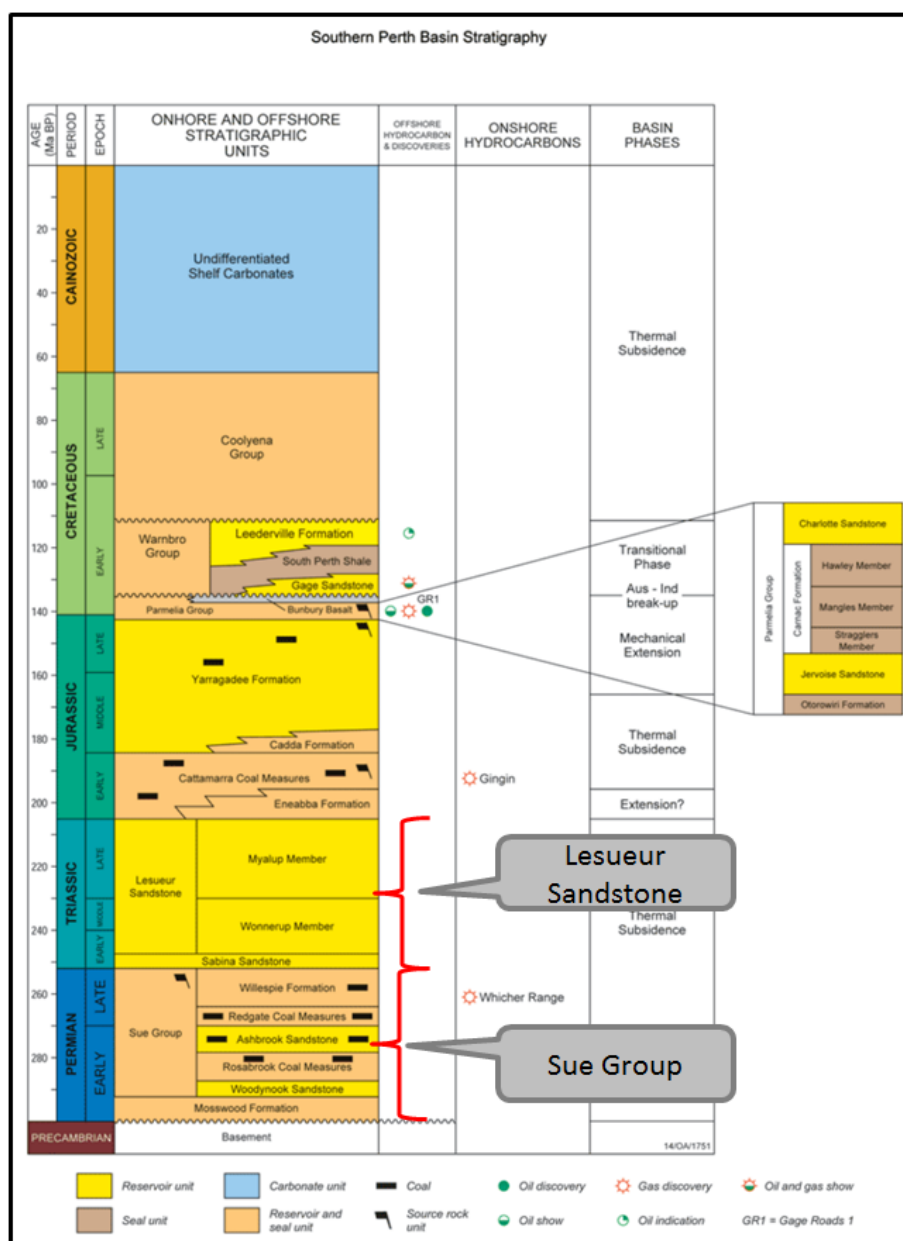 Southern Perth Basin Stratigraphy
AGE
(Ma BP)
PERIOD
EPOCH
ONHORE AND OFFSHORE
STRATIGRAPHIC
UNITS
OFFSHORE
HYDROCARBON
& DISCOVERIES
ONSHORE
HYDROCARBONS
BASIN
PHASES
20
40
60
80
100
120
140
160
180
200
220
240
260
280
CAINOZOIC
CRETACEOUS
JURASSIC
TRIASSIC
PERMIAN
PRECAMBRIAN
LATE
EARLY
LATE
MIDDLE
EARLY
LATE
MIDDLE
EARLY
LATE
EARLY
Undifferentiated
Shelf Carbonates
Coolyena
Group
Warnbro
Group
Leederville Formation
South Perth Shale
Gage Sandstone
Parmelia Group
Bunbury Basalt
Yarragadee Formation
Cadda Formation
Cattamarra Coal Measures
Eneabba Formation
Lesueur
Sandstone
Myalup Member
Wonnerup Member
Sabina Sandstone
Sue Group
Willespie Formation
Redgate Coal Measures
Ashbrook Sandstone
Rosabrook Coal Measures
Woodynook Sandstone
Mosswood Formation
Basement
GR1
Gingin
Whicher Range
Thermal
Subsidence
Transitional
Phase
Aus - Ind
break-up
Mechanical
Extension
Thermal
Subsidence
Extension?
Thermal
Subsidence
14/OA/1751
Parmelia Group
Carnac Formation
Charlotte Sandstone
Hawley Member
Mangles Member
Stragglers
Member
Jervoise Sandstone
Otorowiri Formation
Lesueur
Sandstone
Sue Group
Reservoir unit
Carbonate unit
Coal
Oil discovery
Gas discovery
Oil and gas show
Seal unit
Reservoir and
seal unit
Source rock
unit
Oil show
Oil indication
GR1 = Gage Roads 1